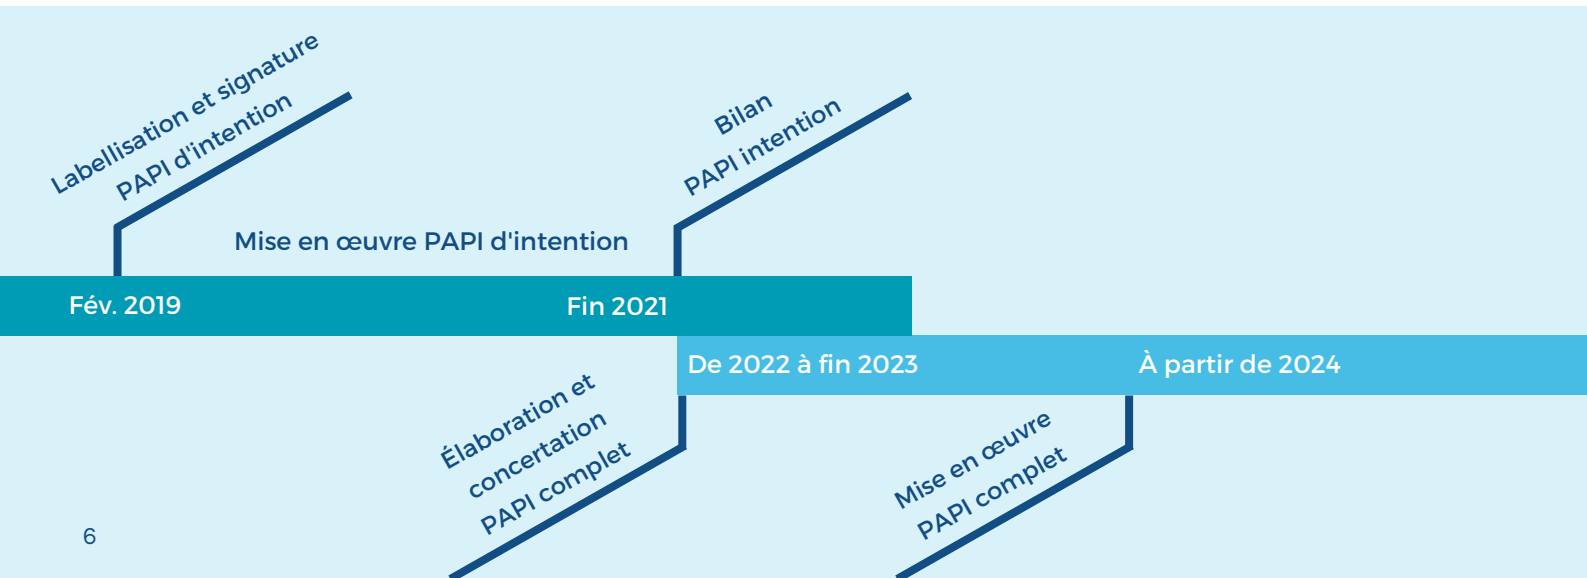 Labellisation et signature
PAPI d'intention
Bilan
PAPI intention
Mise en œuvre PAPI d'intention
Fév. 2019
Fin 2021
De 2022 à fin 2023
À partir de 2024
Élaboration et
concertation
PAPI complet
Mise en œuvre
PAPI complet
6